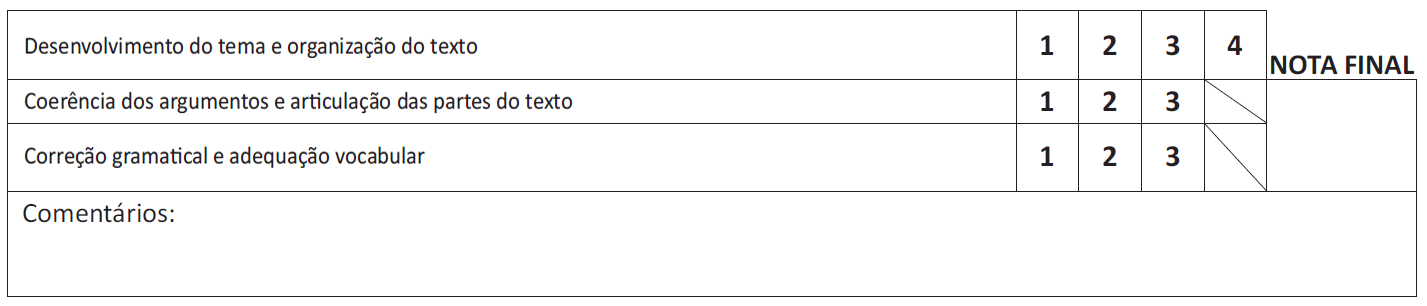 Desenvolvimento do tema e organização do texto 1 2 3 4
NOTA FINAL
Coerência dos argumentos e articulação das partes do texto 1 2 3
Correção gramatical e adequação vocabular 1 2 3
Comentários: